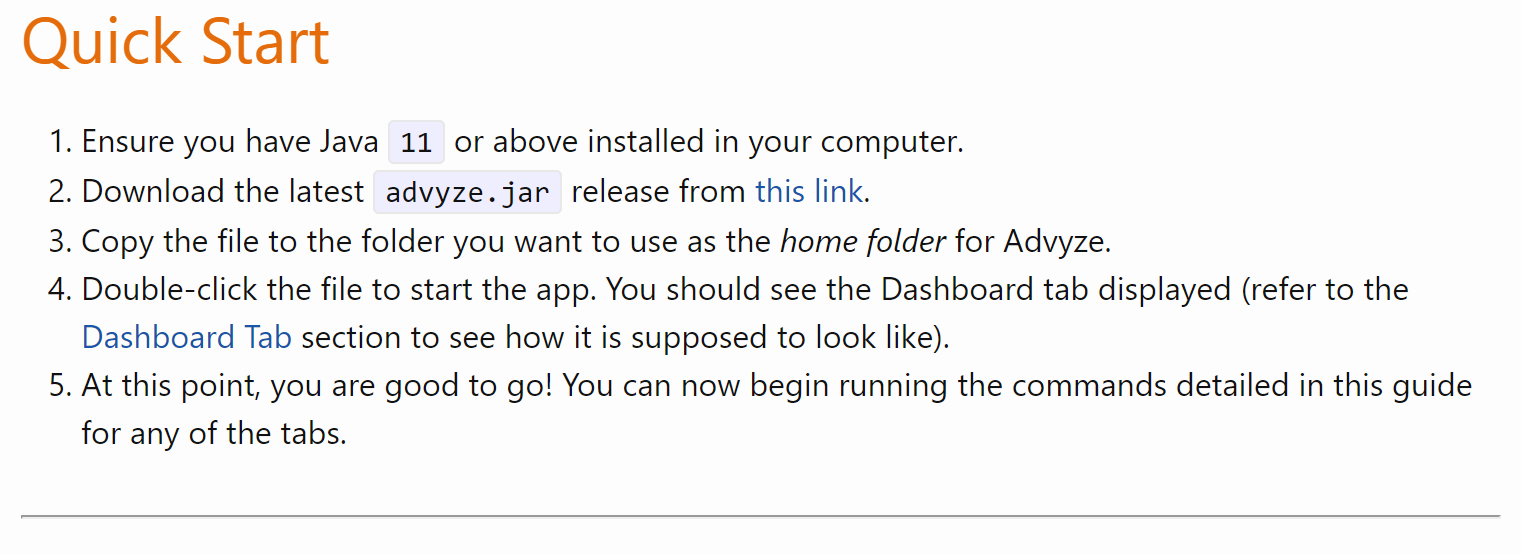 Quick Start
1. Ensure you have Java 11 or above installed in your computer.
2. Download the latest advyze.jar release from this link.
3. Copy the file to the folder you want to use as the home folder for Advyze.
4. Double-click the file to start the app. You should see the Dashboard tab displayed (refer to the
Dashboard Tab section to see how it is supposed to look like).
5. At this point, you are good to go! You can now begin running the commands detailed in this guide
for any of the tabs.